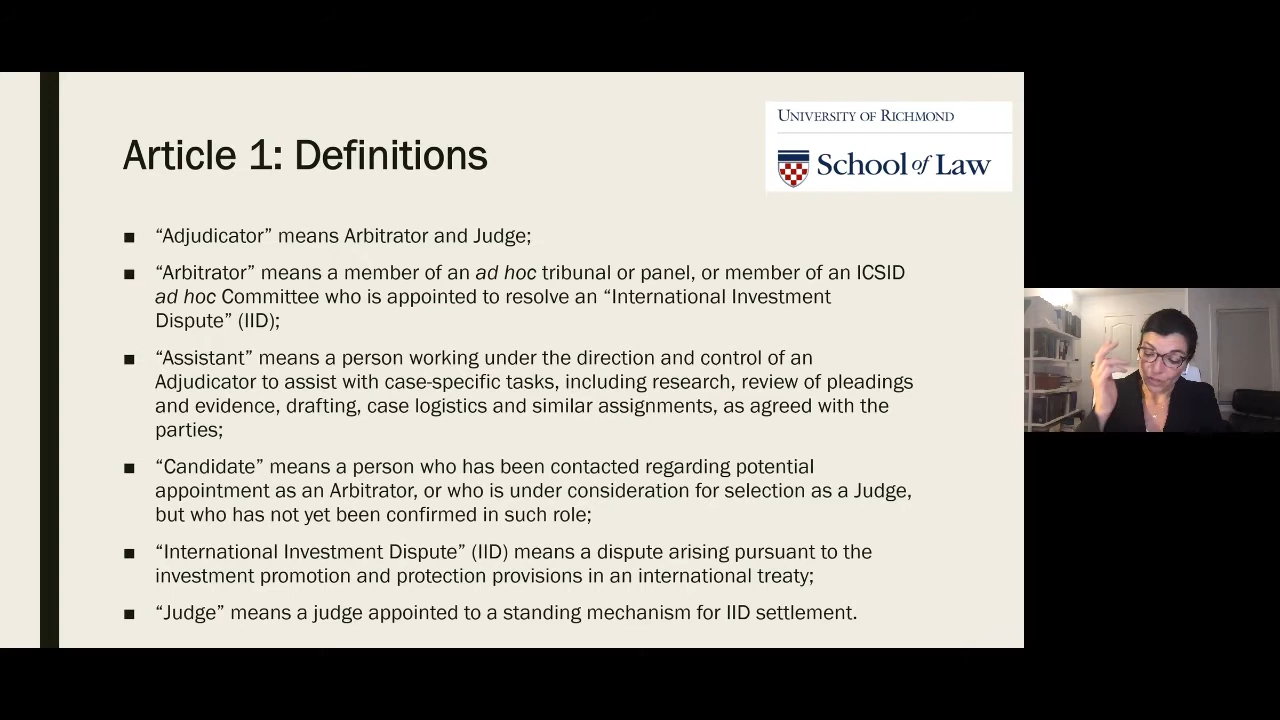 UNIVERSITY OF RICHMOND
School of Law
Article 1: Definitions
■ “Adjudicator” means Arbitrator and Judge;
■ “Arbitrator” means a member of an ad hoc tribunal or panel, or member of an ICSID
ad hoc Committee who is appointed to resolve an “International Investment
Dispute” (IID);
■ “Assistant” means a person working under the direction and control of an
Adjudicator to assist with case-specific tasks, including research, review of pleadings
and evidence, drafting, case logistics and similar assignments, as agreed with the
parties;
■ “Candidate” means a person who has been contacted regarding potential
appointment as an Arbitrator, or who is under consideration for selection as a Judge,
but who has not yet been confirmed in such role;
■ “International Investment Dispute” (IID) means a dispute arising pursuant to the
investment promotion and protection provisions in an international treaty;
■ “Judge” means a judge appointed to a standing mechanism for IID settlement.